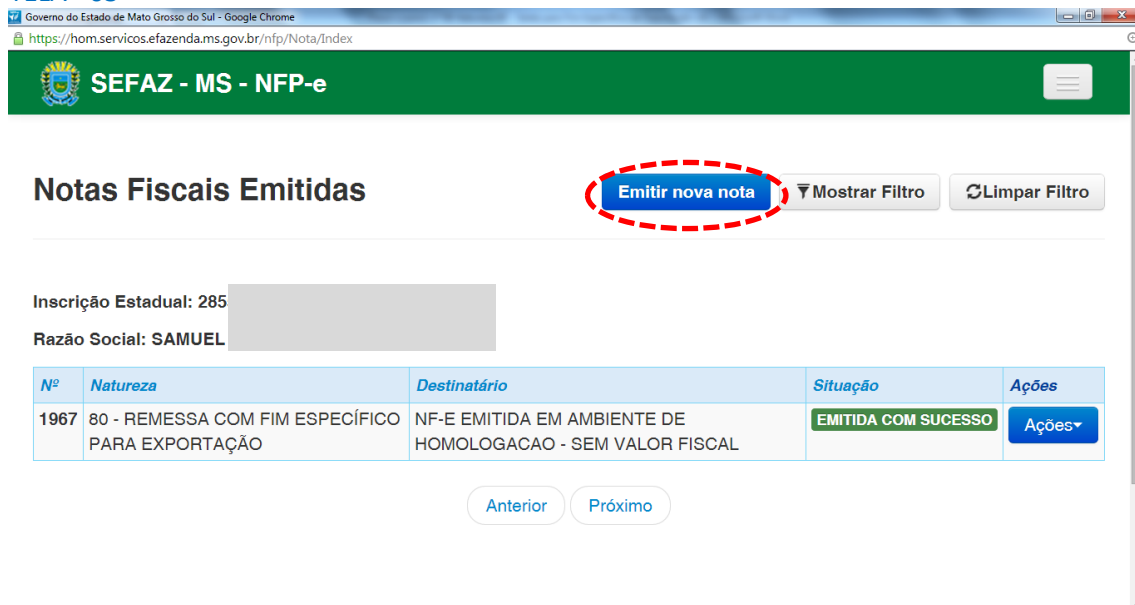 Governo do Estado de Mato Grosso do Sul - Google Chrome
https://hom.servicos.efazenda.ms.gov.br/nfp/Nota/Index
SEFAZ - MS - NFP-e
Notas Fiscais Emitidas
Emitir nova nota
Mostrar Filtro
Limpar Filtro
Inscrição Estadual: 285
Razão Social: SAMUEL
Nº Natureza Destinatário Situação Ações
1967 80 - REMESSA COM FIM ESPECÍFICO NF-E EMITIDA EM AMBIENTE DE EMITIDA COM SUCESSO Ações
PARA EXPORTAÇÃO HOMOLOGACAO - SEM VALOR FISCAL
Anterior Próximo